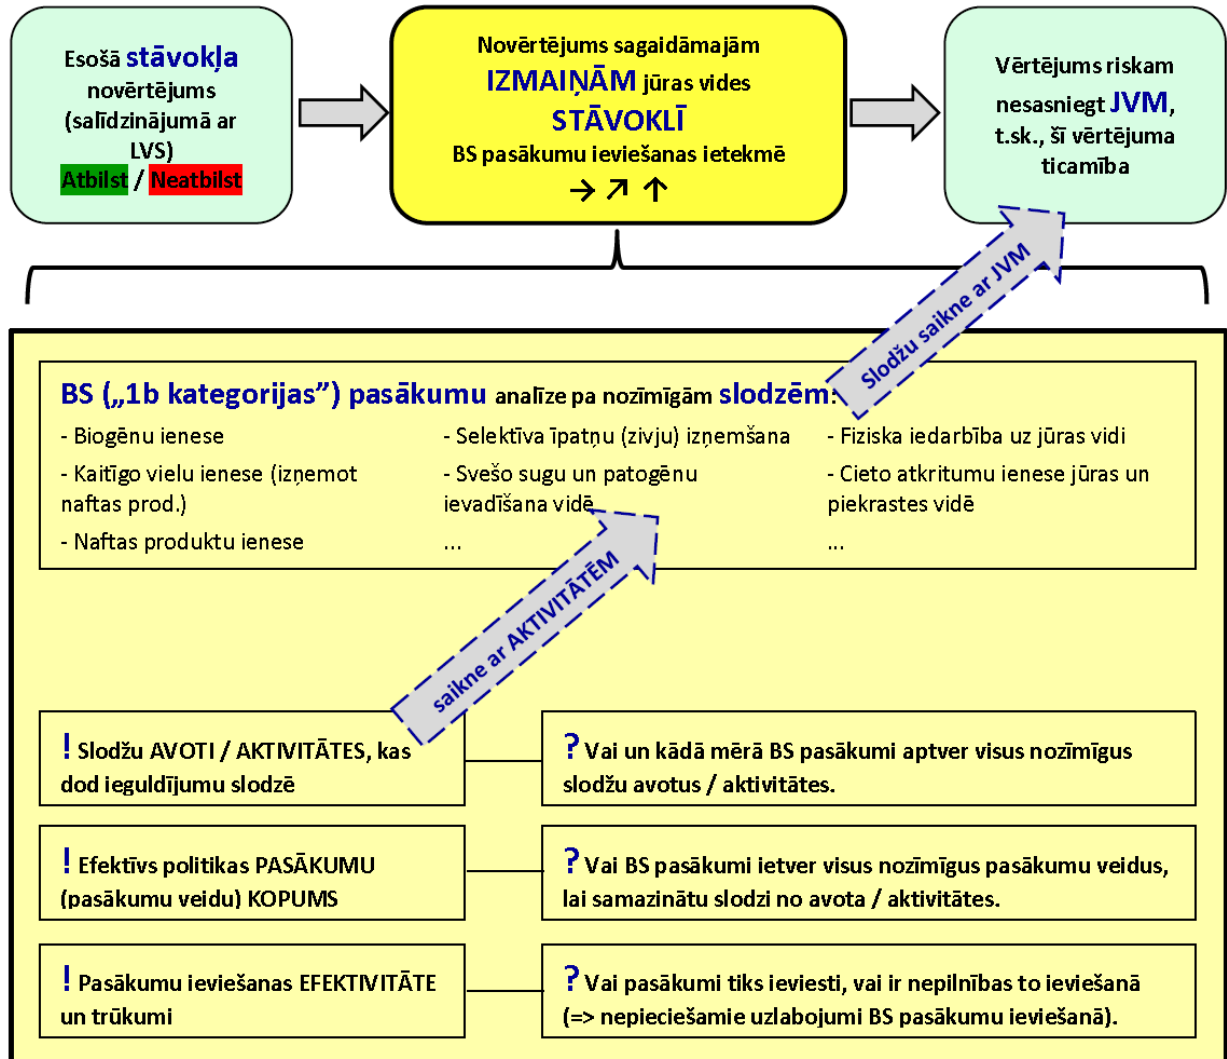 Esošā stāvokļa
novērtējums
(salīdzinājumā ar
LVS)
Atbilst / Neatbilst
Novērtējums sagaidāmajām
IZMAIŅĀM jūras vides
STĀVOKLĪ
BS pasākumu ieviešanas ietekmē
→ ↗ ↑
Vērtējums riskam
nesasniegt JVM,
t.sk., šī vērtējuma
ticamība
Slodžu saikne ar JVM
BS („1b kategorijas”) pasākumu analīze pa nozīmīgām slodzēm:
- Biogēnu ienese
- Kaitīgo vielu ienese (izņemot
naftas prod.)
- Naftas produktu ienese
- Selektīva īpatņu (zivju) izņemšana
- Svešo sugu un patogēnu
ievadīšana vidē
...
- Fiziska iedarbība uz jūras vidi
- Cieto atkritumu ienese jūras un
piekrastes vidē
...
saikne ar AKTIVITĀTĒM
! Slodžu AVOTI / AKTIVITĀTES, kas
dod ieguldījumu slodzē
? Vai un kādā mērā BS pasākumi aptver visus nozīmīgus
slodžu avotus / aktivitātes.
! Efektīvs politikas PASĀKUMU
(pasākumu veidu) KOPUMS
? Vai BS pasākumi ietver visus nozīmīgus pasākumu veidus,
lai samazinātu slodzi no avota / aktivitātes.
! Pasākumu ieviešanas EFEKTIVITĀTE
un trūkumi
? Vai pasākumi tiks ieviesti, vai ir nepilnības to ieviešanā
(=> nepieciešamie uzlabojumi BS pasākumu ieviešanā).